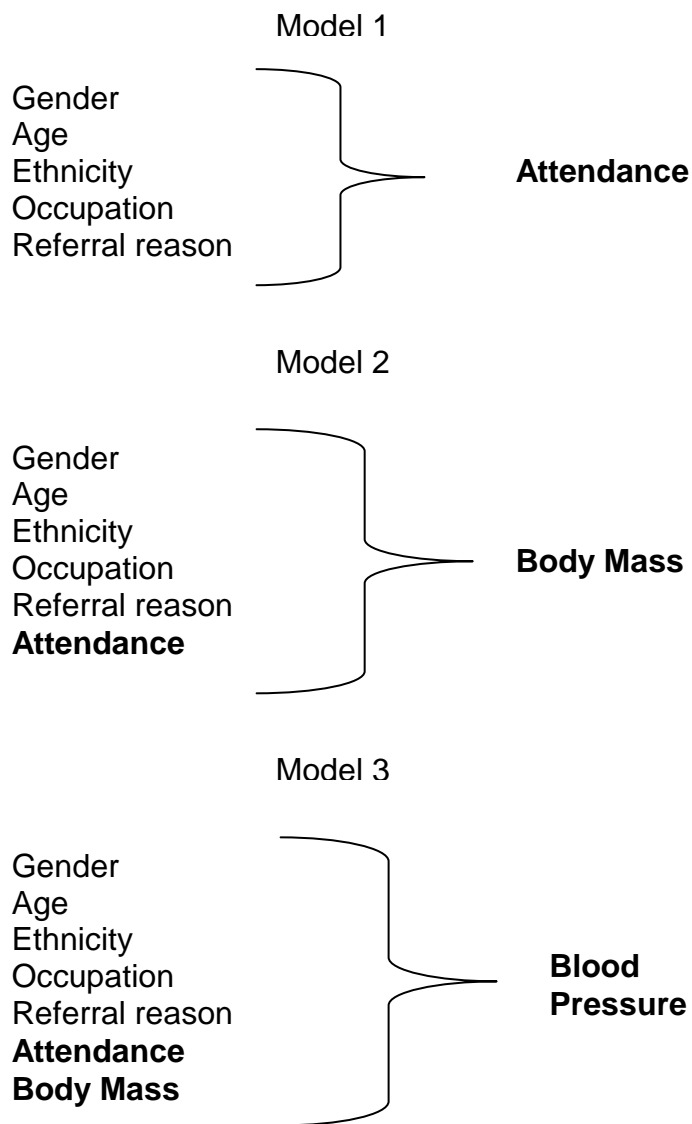 Model 1
Gender
Age
Ethnicity
Occupation
Referral reason
Attendance
Model 2
Gender
Age
Ethnicity
Occupation
Referral reason
Attendance
Body Mass
Model 3
Gender
Age
Ethnicity
Occupation
Referral reason
Attendance
Body Mass
Blood
Pressure